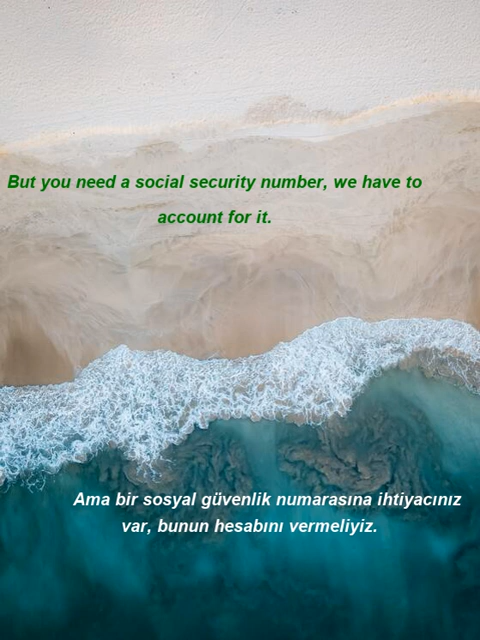 But you need a social security number, we have to
account for it.
Ama bir sosyal güvenlik numarasına ihtiyacınız
var, bunun hesabını vermeliyiz.